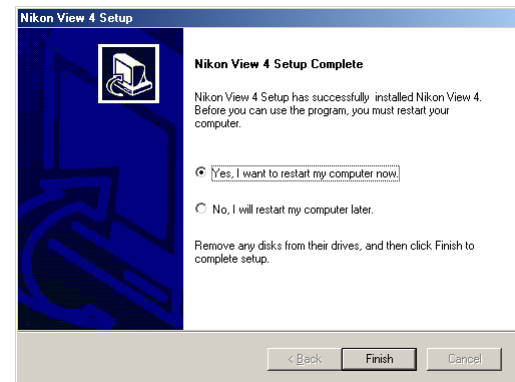 Nikon View 4 Setup
Nikon View 4 Setup Complete
Nikon View 4 Setup has successfully installed Nikon View 4.
Before you can use the program, you must restart your
computer.
Yes, I want to restart my computer now.
No, I will restart my computer later.
Remove any disks from their drives, and then click Finish to
complete setup.
< Back
Finish
Cancel